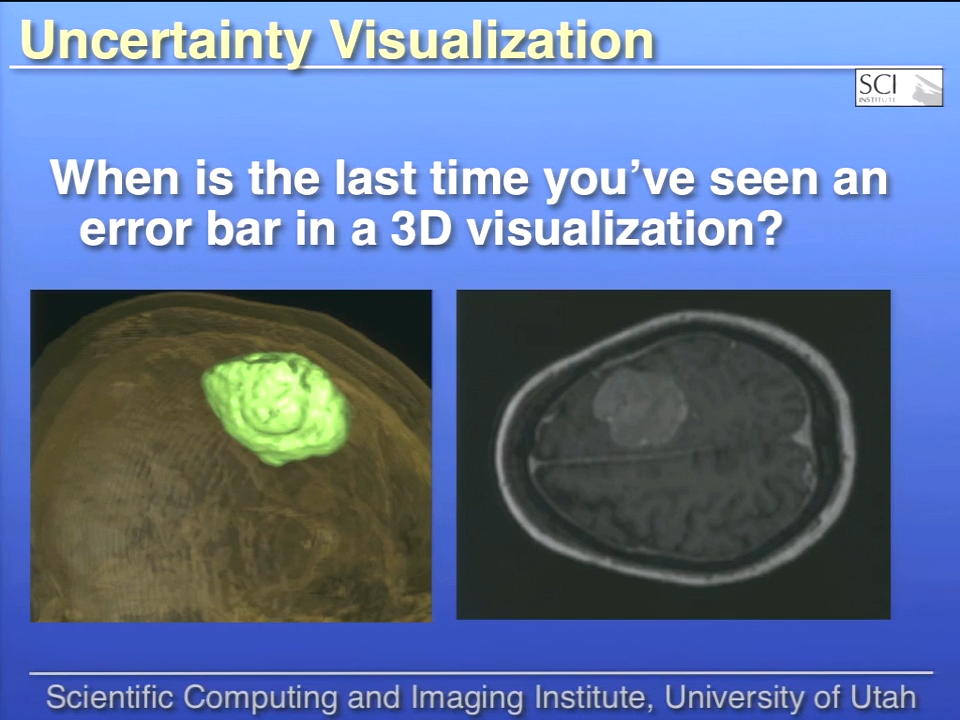 Uncertainty Visualization
SCI
INSTITUTE
When is the last time you’ve seen an
error bar in a 3D visualization?
Scientific Computing and Imaging Institute, University of Utah